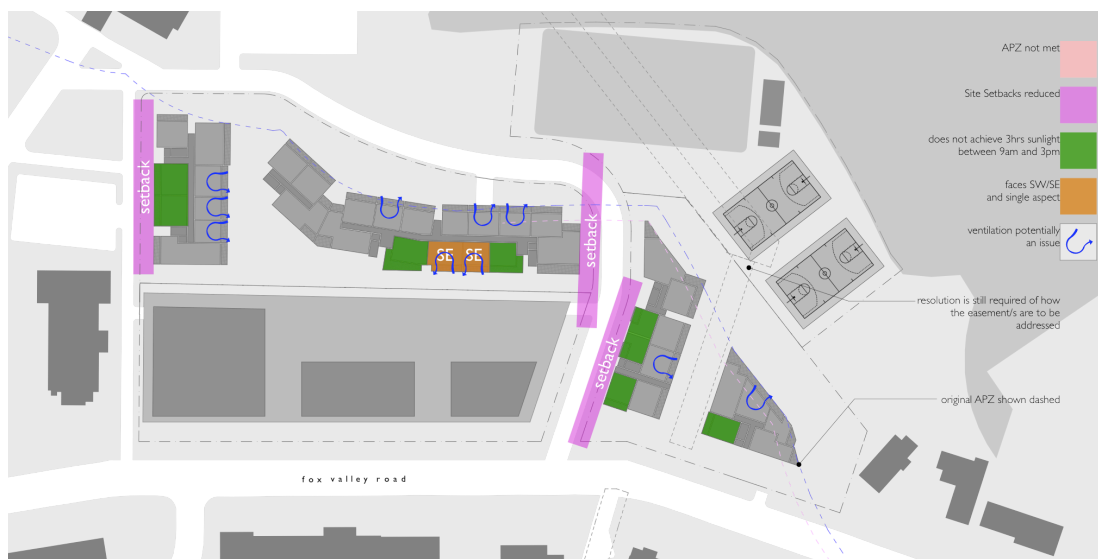 APZ not met
Site Setbacks reduced
does not achieve 3hrs sunlight
between 9am and 3pm
faces SW/SE
and single aspect
ventilation potentially
an issue
resolution is still required of how
the easement/s are to be
addressed
original APZ shown dashed
setback
setback
setback
SE
SE
fox valley road